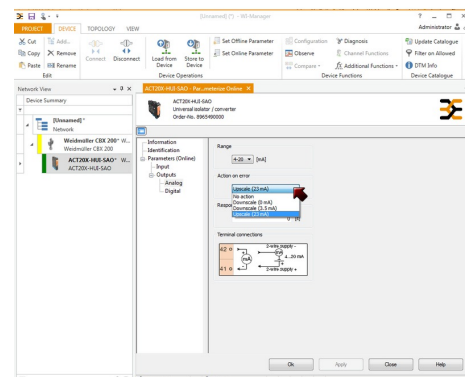 [Unnamed] (*) - BIS-Manager
PROJECT DEVICE TOPOLOGY VIEW
Administrator
Cut
Copy
Paste
Add..
Remove
Rename
Edit
Connect
Disconnect
Load from Device
Store to Device
Device Operations
Set Offline Parameter
Set Online Parameter
Configuration
Observe
Compare
Diagnosis
Channel Functions
Additional Functions
Device Functions
Update Catalogue
Filter on Allowed
DTM Info
Device Catalogue
Network View
Device Summary
[Unnamed] *
Network
Weidmüller CBX 200* W...
Weidmüller CBX 200
ACT20X-HUI-SAO* W...
ACT20X-HUI-SAO
ACT20X-HUI-SAO - Par...meterize Online
ACT20X-HUI-SAO
Universal isolator / converter
Order-No. 8965490000
Information
Identification
Parameters (Online)
Input
Outputs
Analog
Digital
Range
4-20 [mA]
Action on error
Upscale (23 mA)
No action
Downscale (0 mA)
Downscale (3.5 mA)
Upscale (23 mA)
Respo
0 [s]
Terminal connections
42
41
2-wire supply -
mA
4...20 mA
2-wire supply +
Ok Apply Close Help